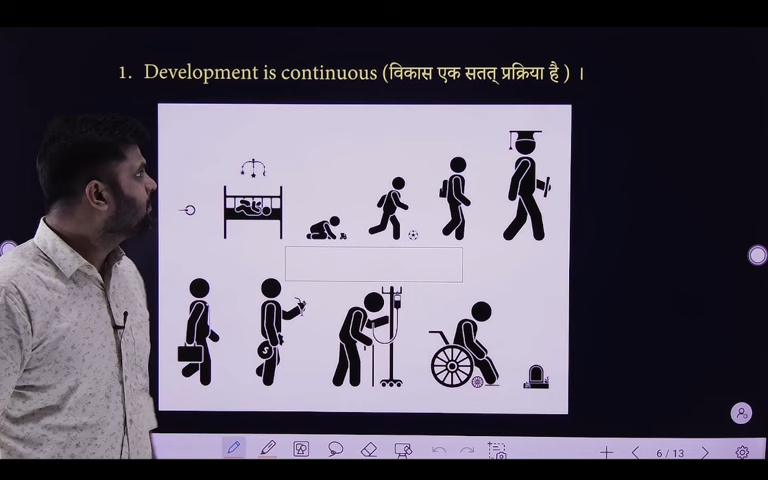 1. Development is continuous (विकास एक सतत् प्रक्रिया है ) ।
$
6 / 13